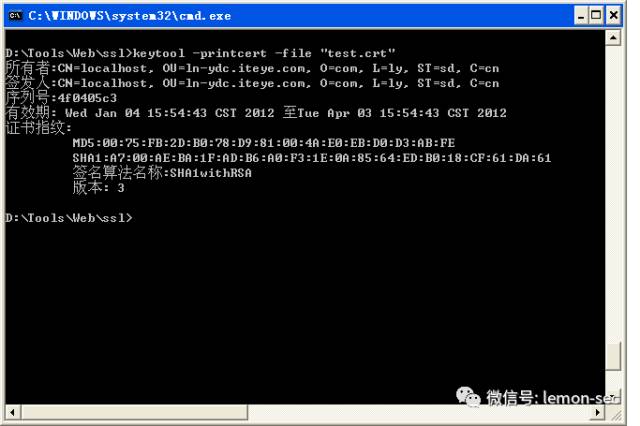 C:\WINDOWS\system32\cmd.exe
D:\Tools\Web\ssl>keytool -printcert -file "test.crt"
所有者:CN=localhost, OU=ln-ydc.iteye.com, O=com, L=ly, ST=sd, C=cn
签发人:CN=localhost, OU=ln-ydc.iteye.com, O=com, L=ly, ST=sd, C=cn
序列号:4f0405c3
有效期: Wed Jan 04 15:54:43 CST 2012 至Tue Apr 03 15:54:43 CST 2012
证书指纹:
MD5:00:75:FB:2D:B0:78:D9:81:00:4A:E0:EB:D0:D3:AB:FE
SHA1:A7:00:AE:BA:1F:AD:B6:A0:F3:1E:0A:85:64:ED:B0:18:CF:61:DA:61
签名算法名称:SHA1withRSA
版本: 3
D:\Tools\Web\ssl>
微信号: lemon-sec